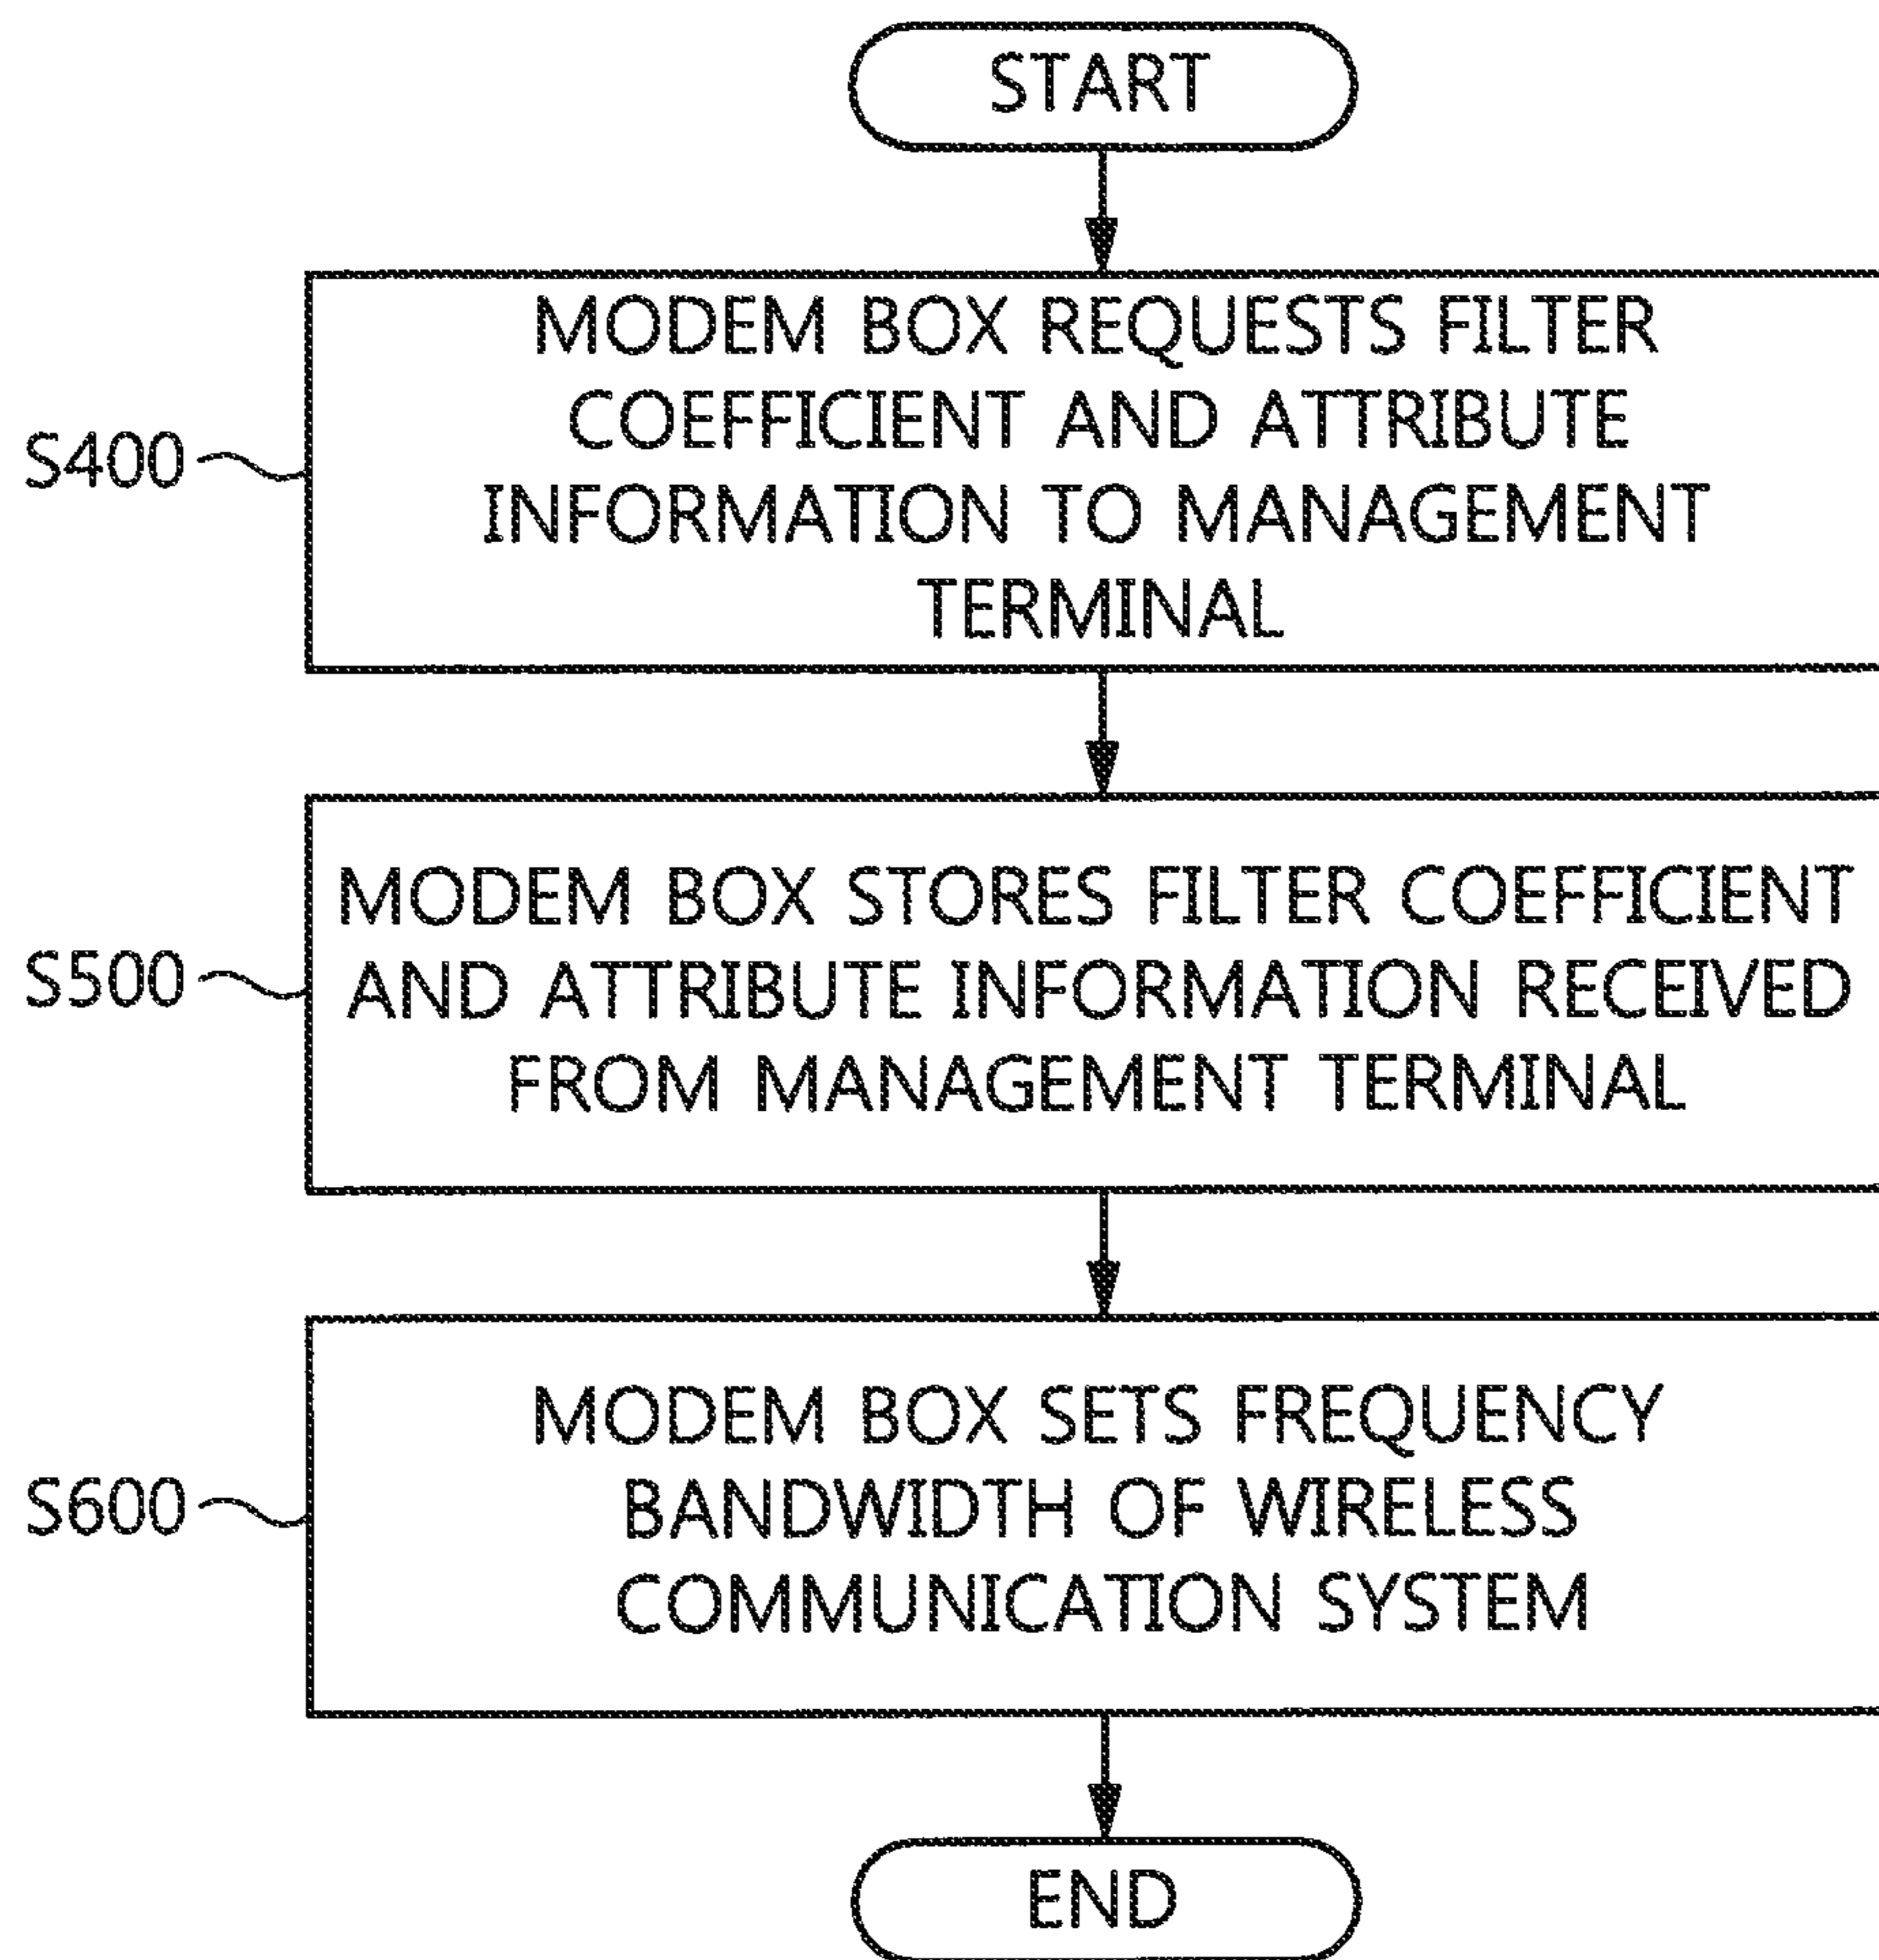 START
MODEM BOX REQUESTS FILTER
COEFFICIENT AND ATTRIBUTE
S400
INFORMATION TO MANAGEMENT
TERMINAL
MODEM BOX STORES FILTER COEFFICIENT
S500
AND ATTRIBUTE INFORMATION RECEIVED
FROM MANAGEMENT TERMINAL
MODEM BOX SETS FREQUENCY
S600
BANDWIDTH OF WIRELESS
COMMUNICATION SYSTEM
END